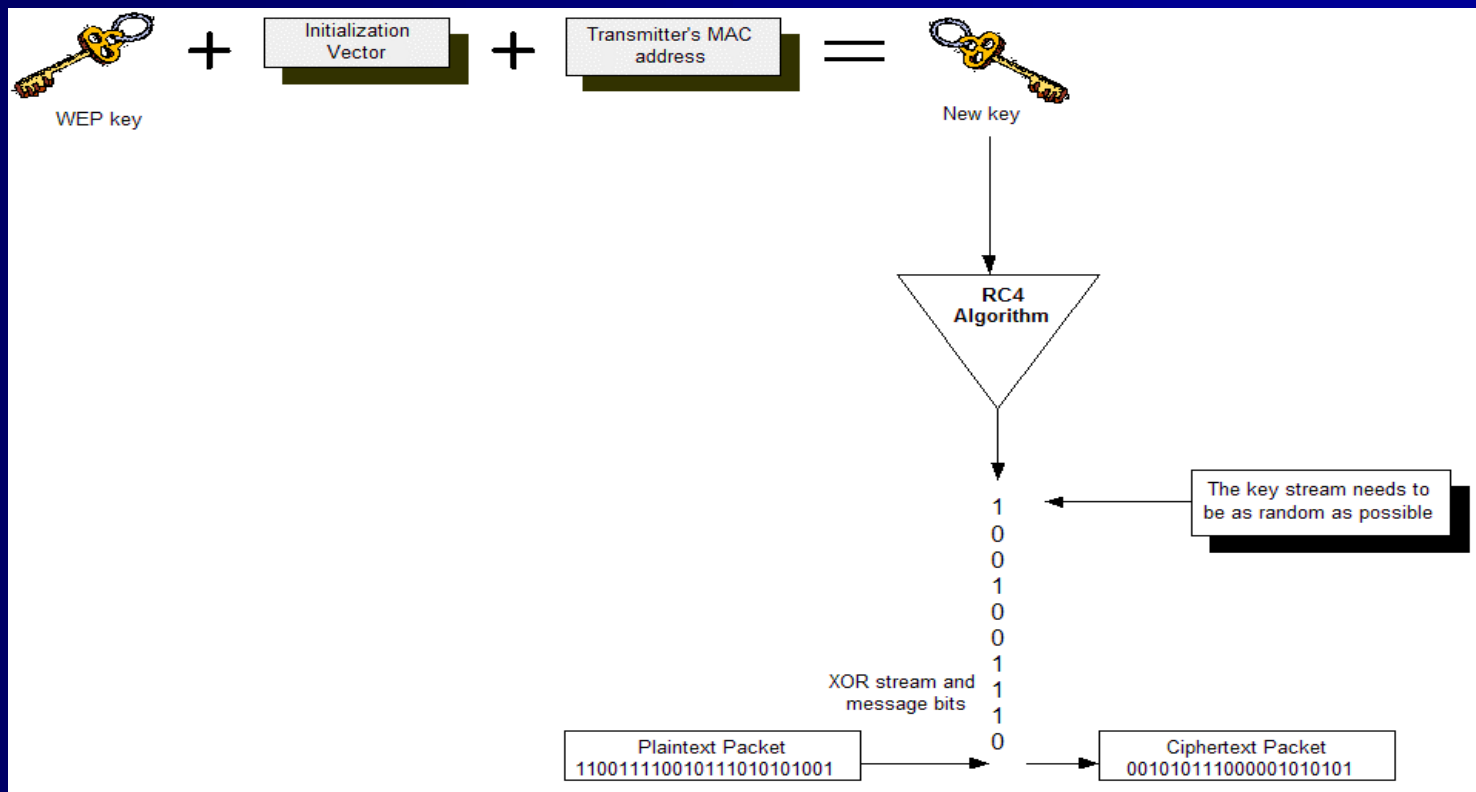 Initialization
Vector
Transmitter's MAC
address
WEP key
New key
RC4
Algorithm
The key stream needs to
be as random as possible
1
0
0
1
0
0
1
1
1
0
XOR stream and
message bits
Plaintext Packet
110011110010111010101001
Ciphertext Packet
001010111000001010101